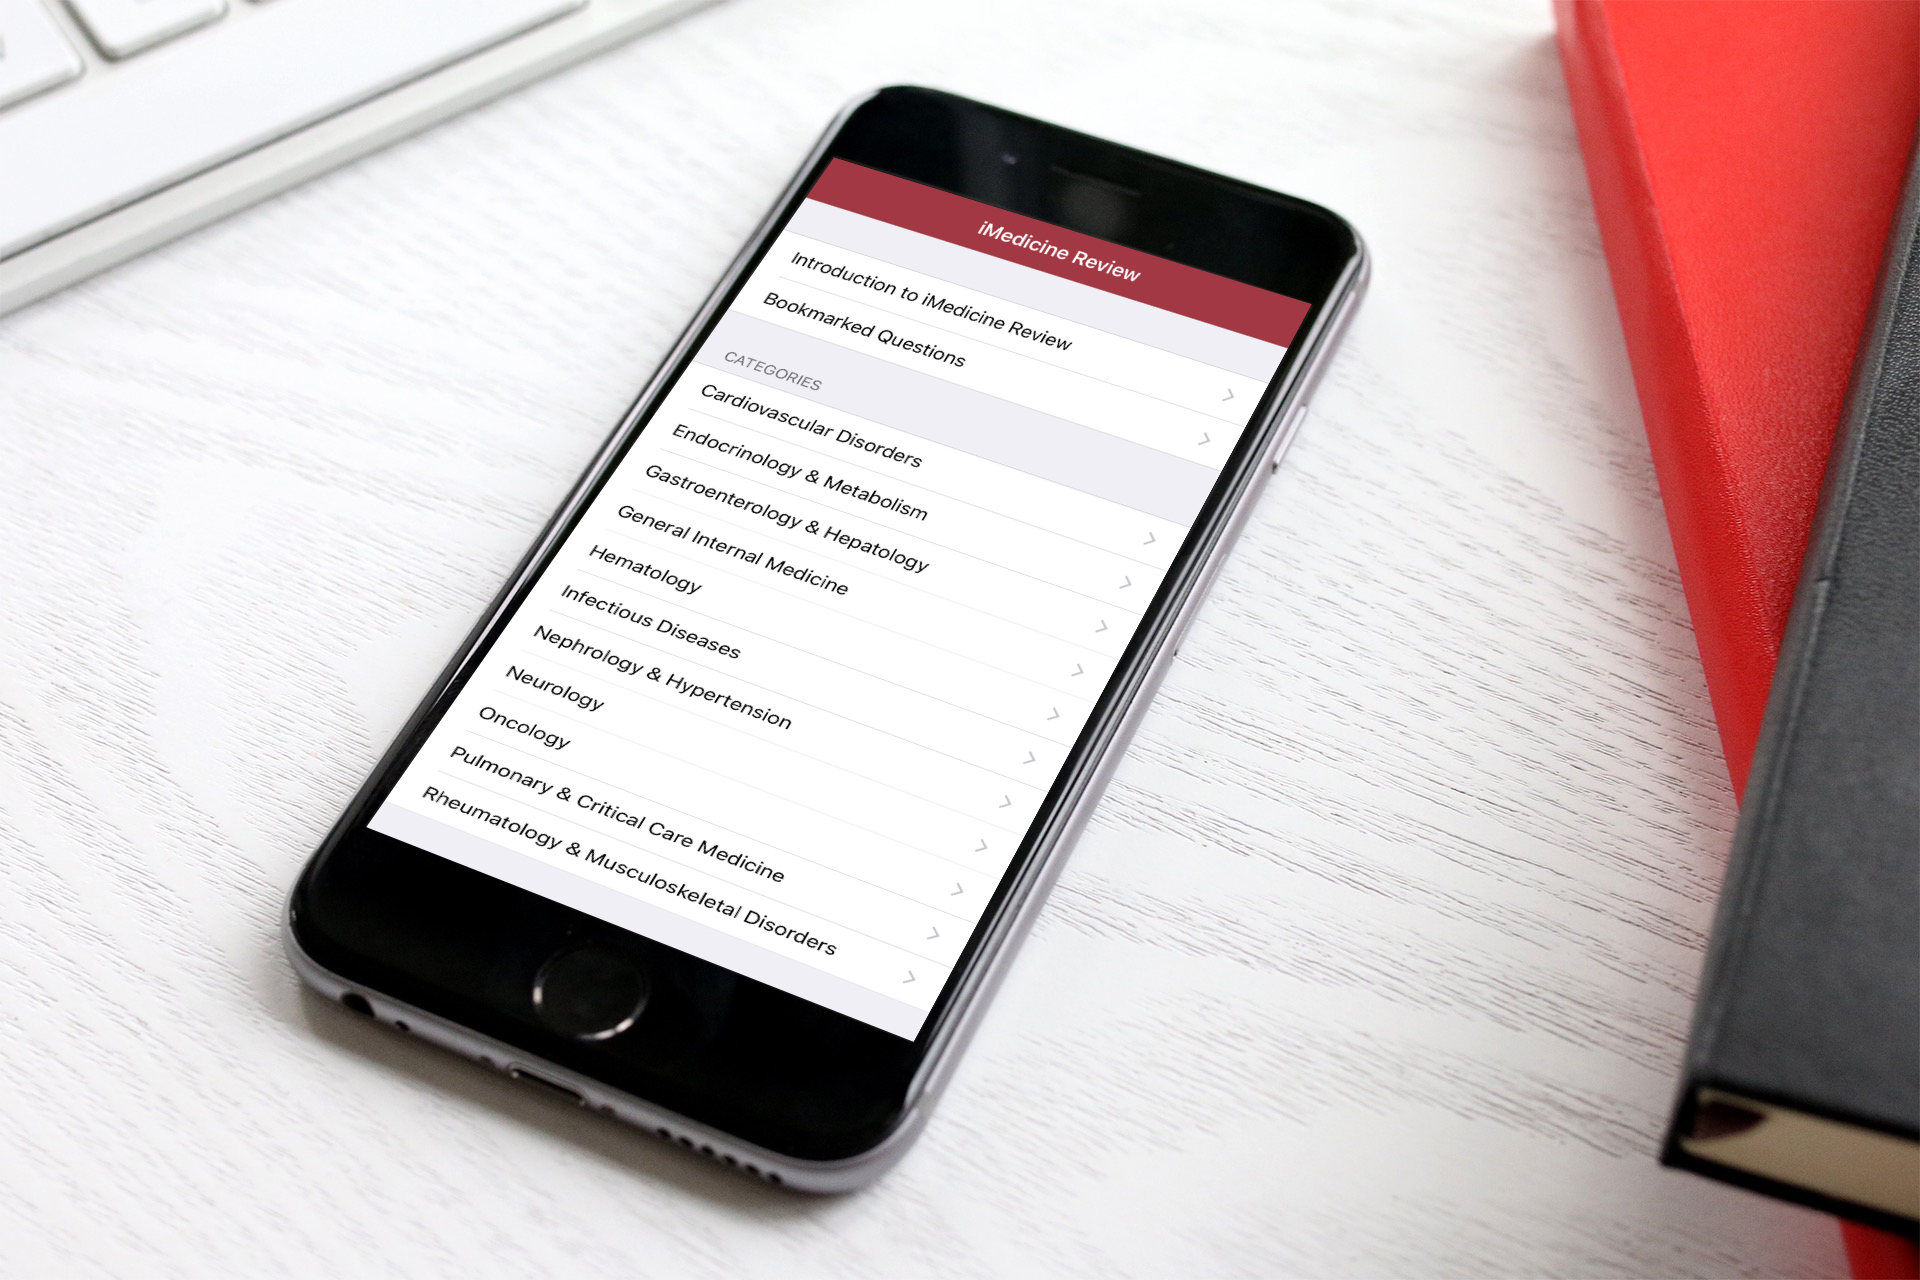 iMedicine Review
Introduction to iMedicine Review
Bookmarked Questions
CATEGORIES
Cardiovascular Disorders
Endocrinology & Metabolism
Gastroenterology & Hepatology
General Internal Medicine
Hematology
Infectious Diseases
Nephrology & Hypertension
Neurology
Oncology
Pulmonary & Critical Care Medicine
Rheumatology & Musculoskeletal Disorders